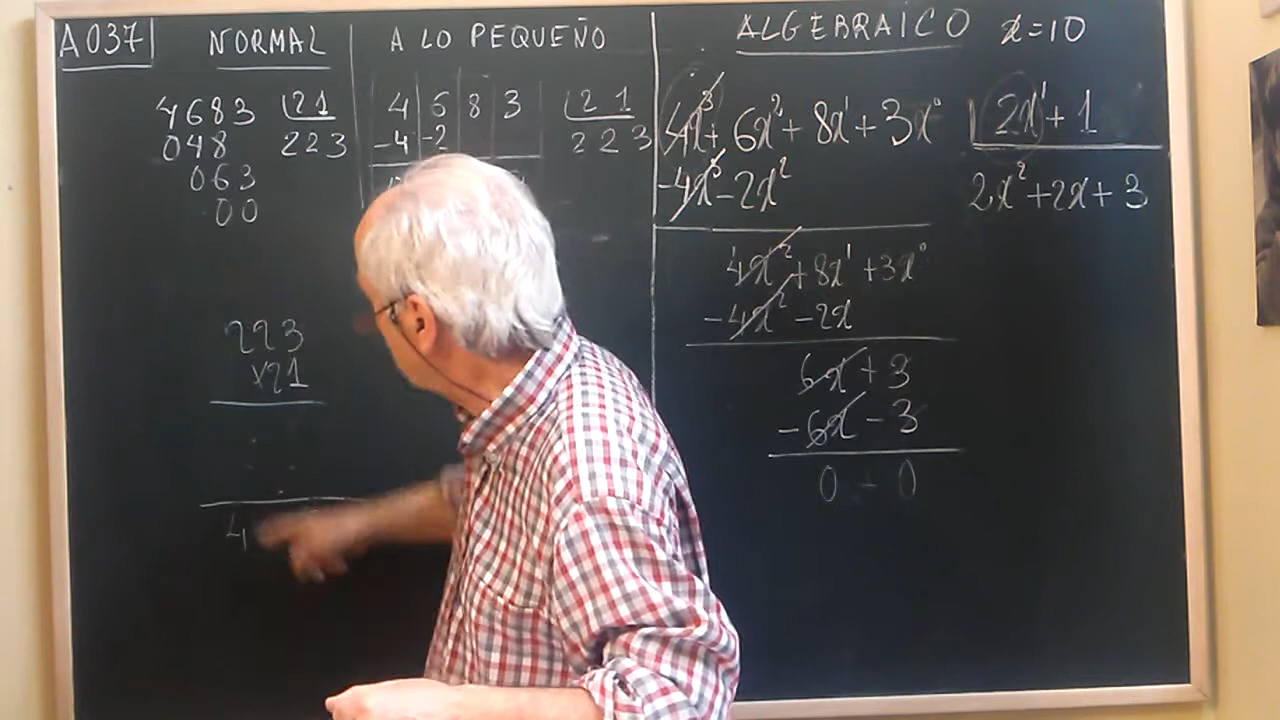 A037
NORMAL
4683 21
048 223
063
00
223
x21
4
A LO PEQUEÑO
4 6 8 3 21
-4 -2 223
ALGEBRAICO x=10
4x³+6x²+8x¹+3x⁰ 2x¹+1
-4x³-2x² 2x²+2x+3
4x²+8x¹+3x⁰
-4x²-2x
6x+3
-6x-3
0 + 0